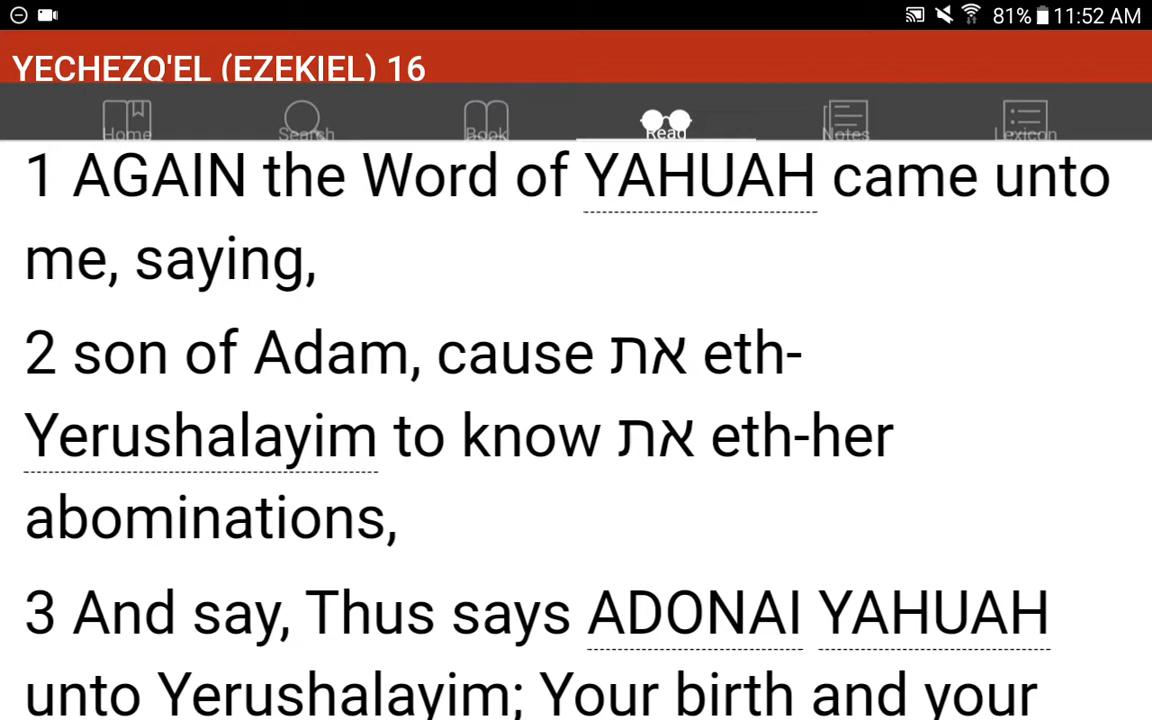 81% 11:52 AM
YECHEZQ'EL (EZEKIEL) 16
Home Search Book Read Notes Lexicon
1 AGAIN the Word of YAHUAH came unto
me, saying,
2 son of Adam, cause את eth-
Yerushalayim to know את eth-her
abominations,
3 And say, Thus says ADONAI YAHUAH
unto Yerushalayim; Your birth and your